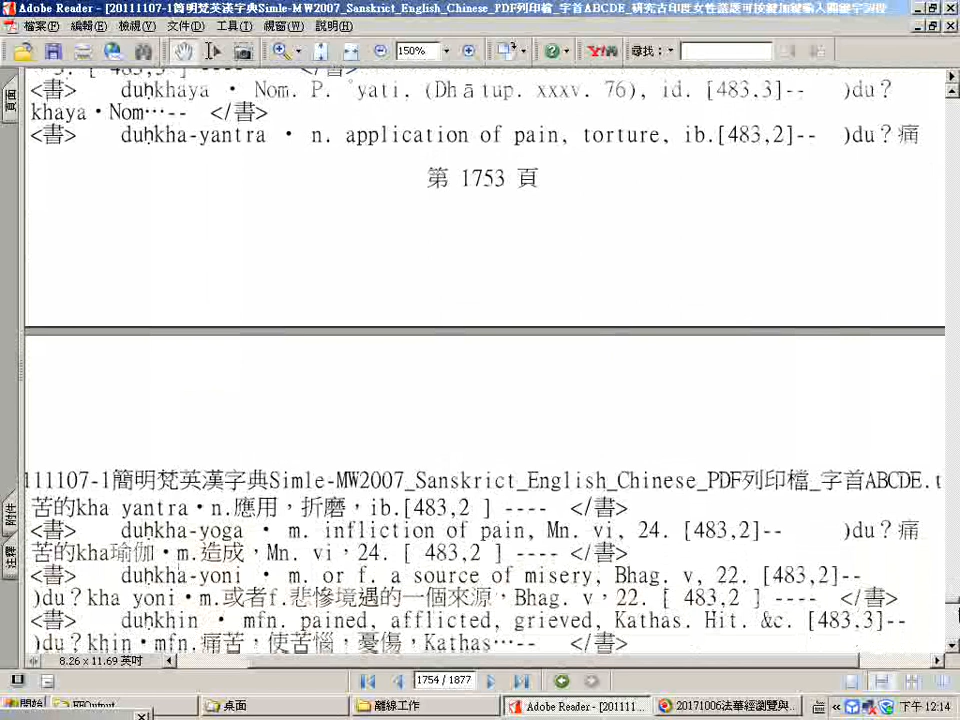 Adobe Reader - [20111107-1簡明梵英漢字典Simle-MW2007_Sanskrict_English_Chinese_PDF列印檔_字首ABCDE_研究古印度女性議題可按鍵加鍵輸入關鍵字詞搜
檔案(F) 編輯(E) 檢視(V) 文件(D) 工具(T) 視窗(W) 說明(H)
150% Y! 尋找：
頁面
附件
註釋
<書> duḥkhaya · Nom. P. °yati, (Dhātup. xxxv. 76), id. [483.3]-- )du?
khaya·Nom…-- </書>
<書> duḥkha-yantra · n. application of pain, torture, ib.[483,2]-- )du？痛
第 1753 頁
111107-1簡明梵英漢字典Simle-MW2007_Sanskrict_English_Chinese_PDF列印檔_字首ABCDE.t
苦的kha yantra·n.應用，折磨，ib.[483,2 ] ---- </書>
<書> duḥkha-yoga · m. infliction of pain, Mn. vi, 24. [483,2]-- )du？痛
苦的kha瑜伽·m.造成，Mn. vi，24. [ 483,2 ] ---- </書>
<書> duḥkha-yoni · m. or f. a source of misery, Bhag. v, 22. [483,2]--
)du？kha yoni·m.或者f.悲慘境遇的一個來源，Bhag. v，22. [ 483,2 ] ---- </書>
<書> duḥkhin · mfn. pained, afflicted, grieved, Kathas. Hit. &c. [483.3]--
)du？khin·mfn.痛苦，使苦惱，憂傷，Kathas…-- </書>
8.26 x 11.69 英吋
1754 / 1877
開始 FFOutput 桌面 離線工作 Adobe Reader - [2011... 20171006法華經瀏覽與... 下午 12:14